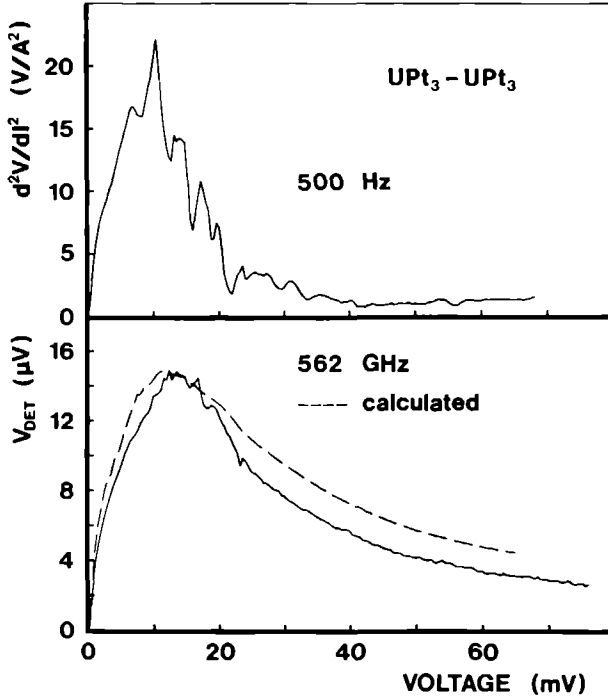 d²V/dI² (V/A²)
20
15
10
5
0
UPt₃–UPt₃
500 Hz
V_DET (μV)
16
12
8
4
0
562 GHz
calculated
0 20 40 60
VOLTAGE (mV)